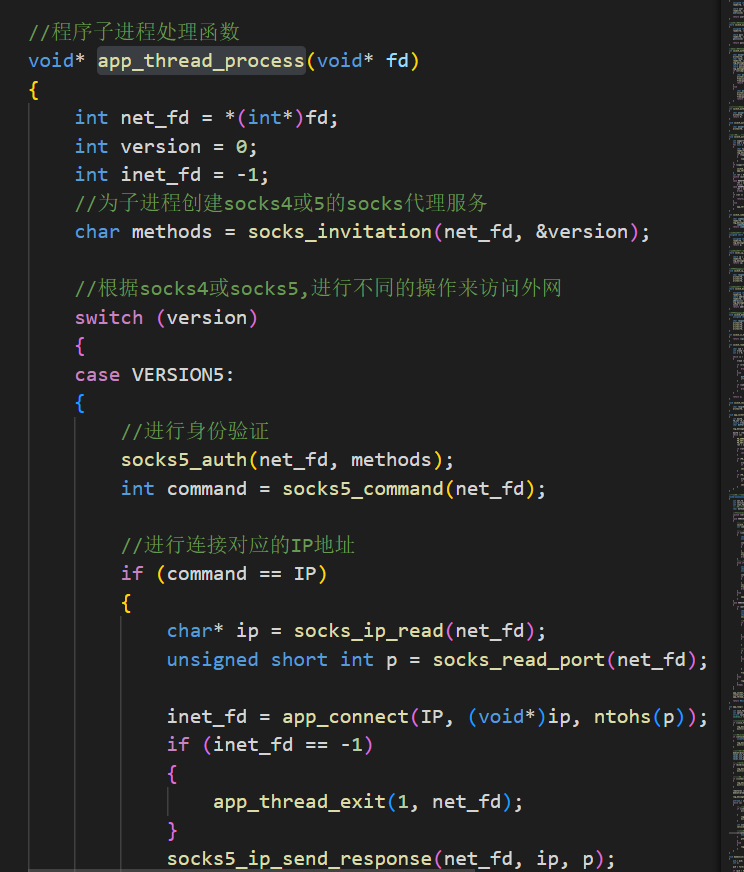 //程序子进程处理函数
void* app_thread_process(void* fd)
{
    int net_fd = *(int*)fd;
    int version = 0;
    int inet_fd = -1;
    //为子进程创建socks4或5的socks代理服务
    char methods = socks_invitation(net_fd, &version);
    //根据socks4或socks5,进行不同的操作来访问外网
    switch (version)
    {
    case VERSION5:
    {
        //进行身份验证
        socks5_auth(net_fd, methods);
        int command = socks5_command(net_fd);
        //进行连接对应的IP地址
        if (command == IP)
        {
            char* ip = socks_ip_read(net_fd);
            unsigned short int p = socks_read_port(net_fd);
            inet_fd = app_connect(IP, (void*)ip, ntohs(p));
            if (inet_fd == -1)
            {
                app_thread_exit(1, net_fd);
            }
            socks5_ip_send_response(net_fd, ip, p);